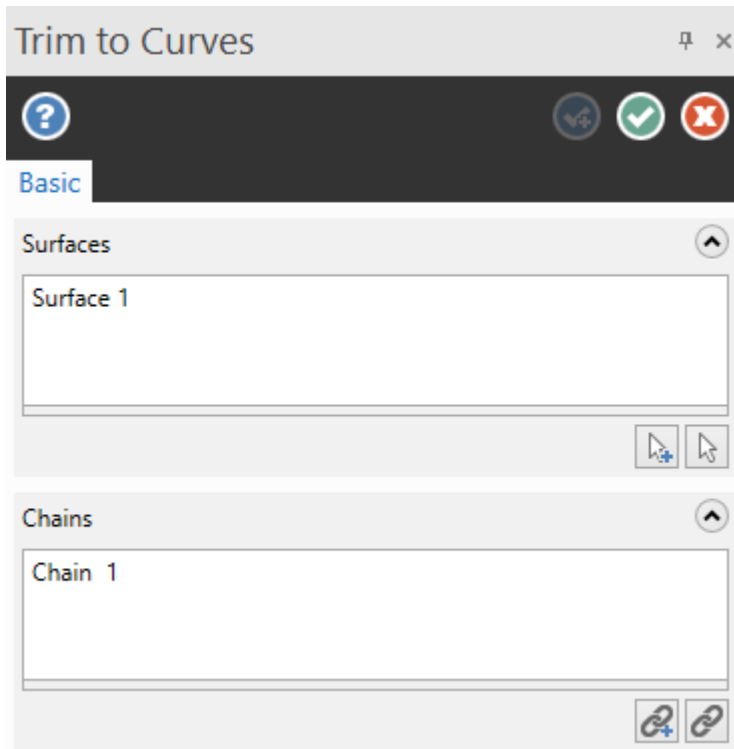 Trim to Curves
Basic
Surfaces
Surface 1
Chains
Chain  1